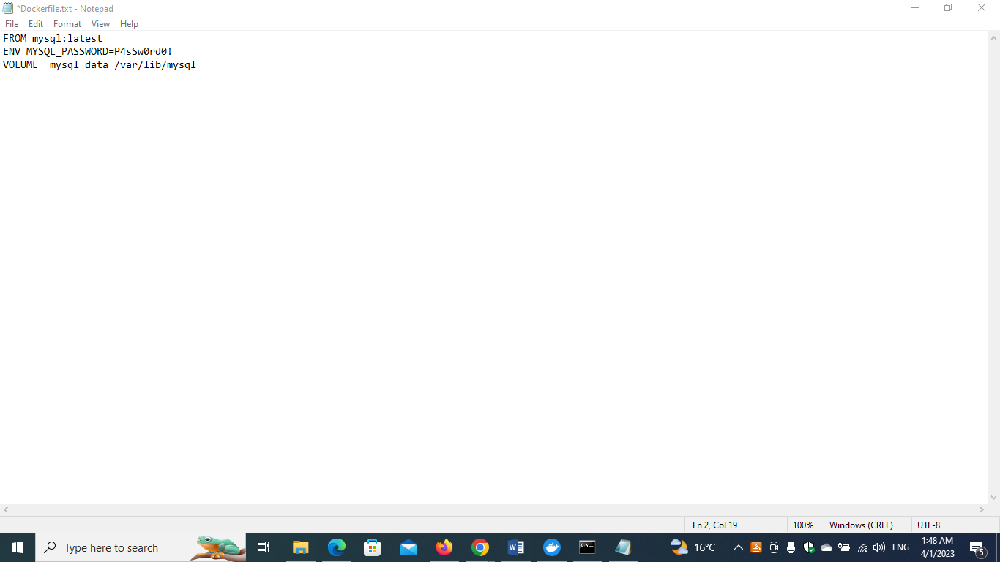 *Dockerfile.txt - Notepad
File Edit Format View Help
FROM mysql:latest
ENV MYSQL_PASSWORD=P4sSw0rd0!
VOLUME  mysql_data /var/lib/mysql
Ln 2, Col 19 100% Windows (CRLF) UTF-8
Type here to search 16°C ENG 1:48 AM
4/1/2023 5